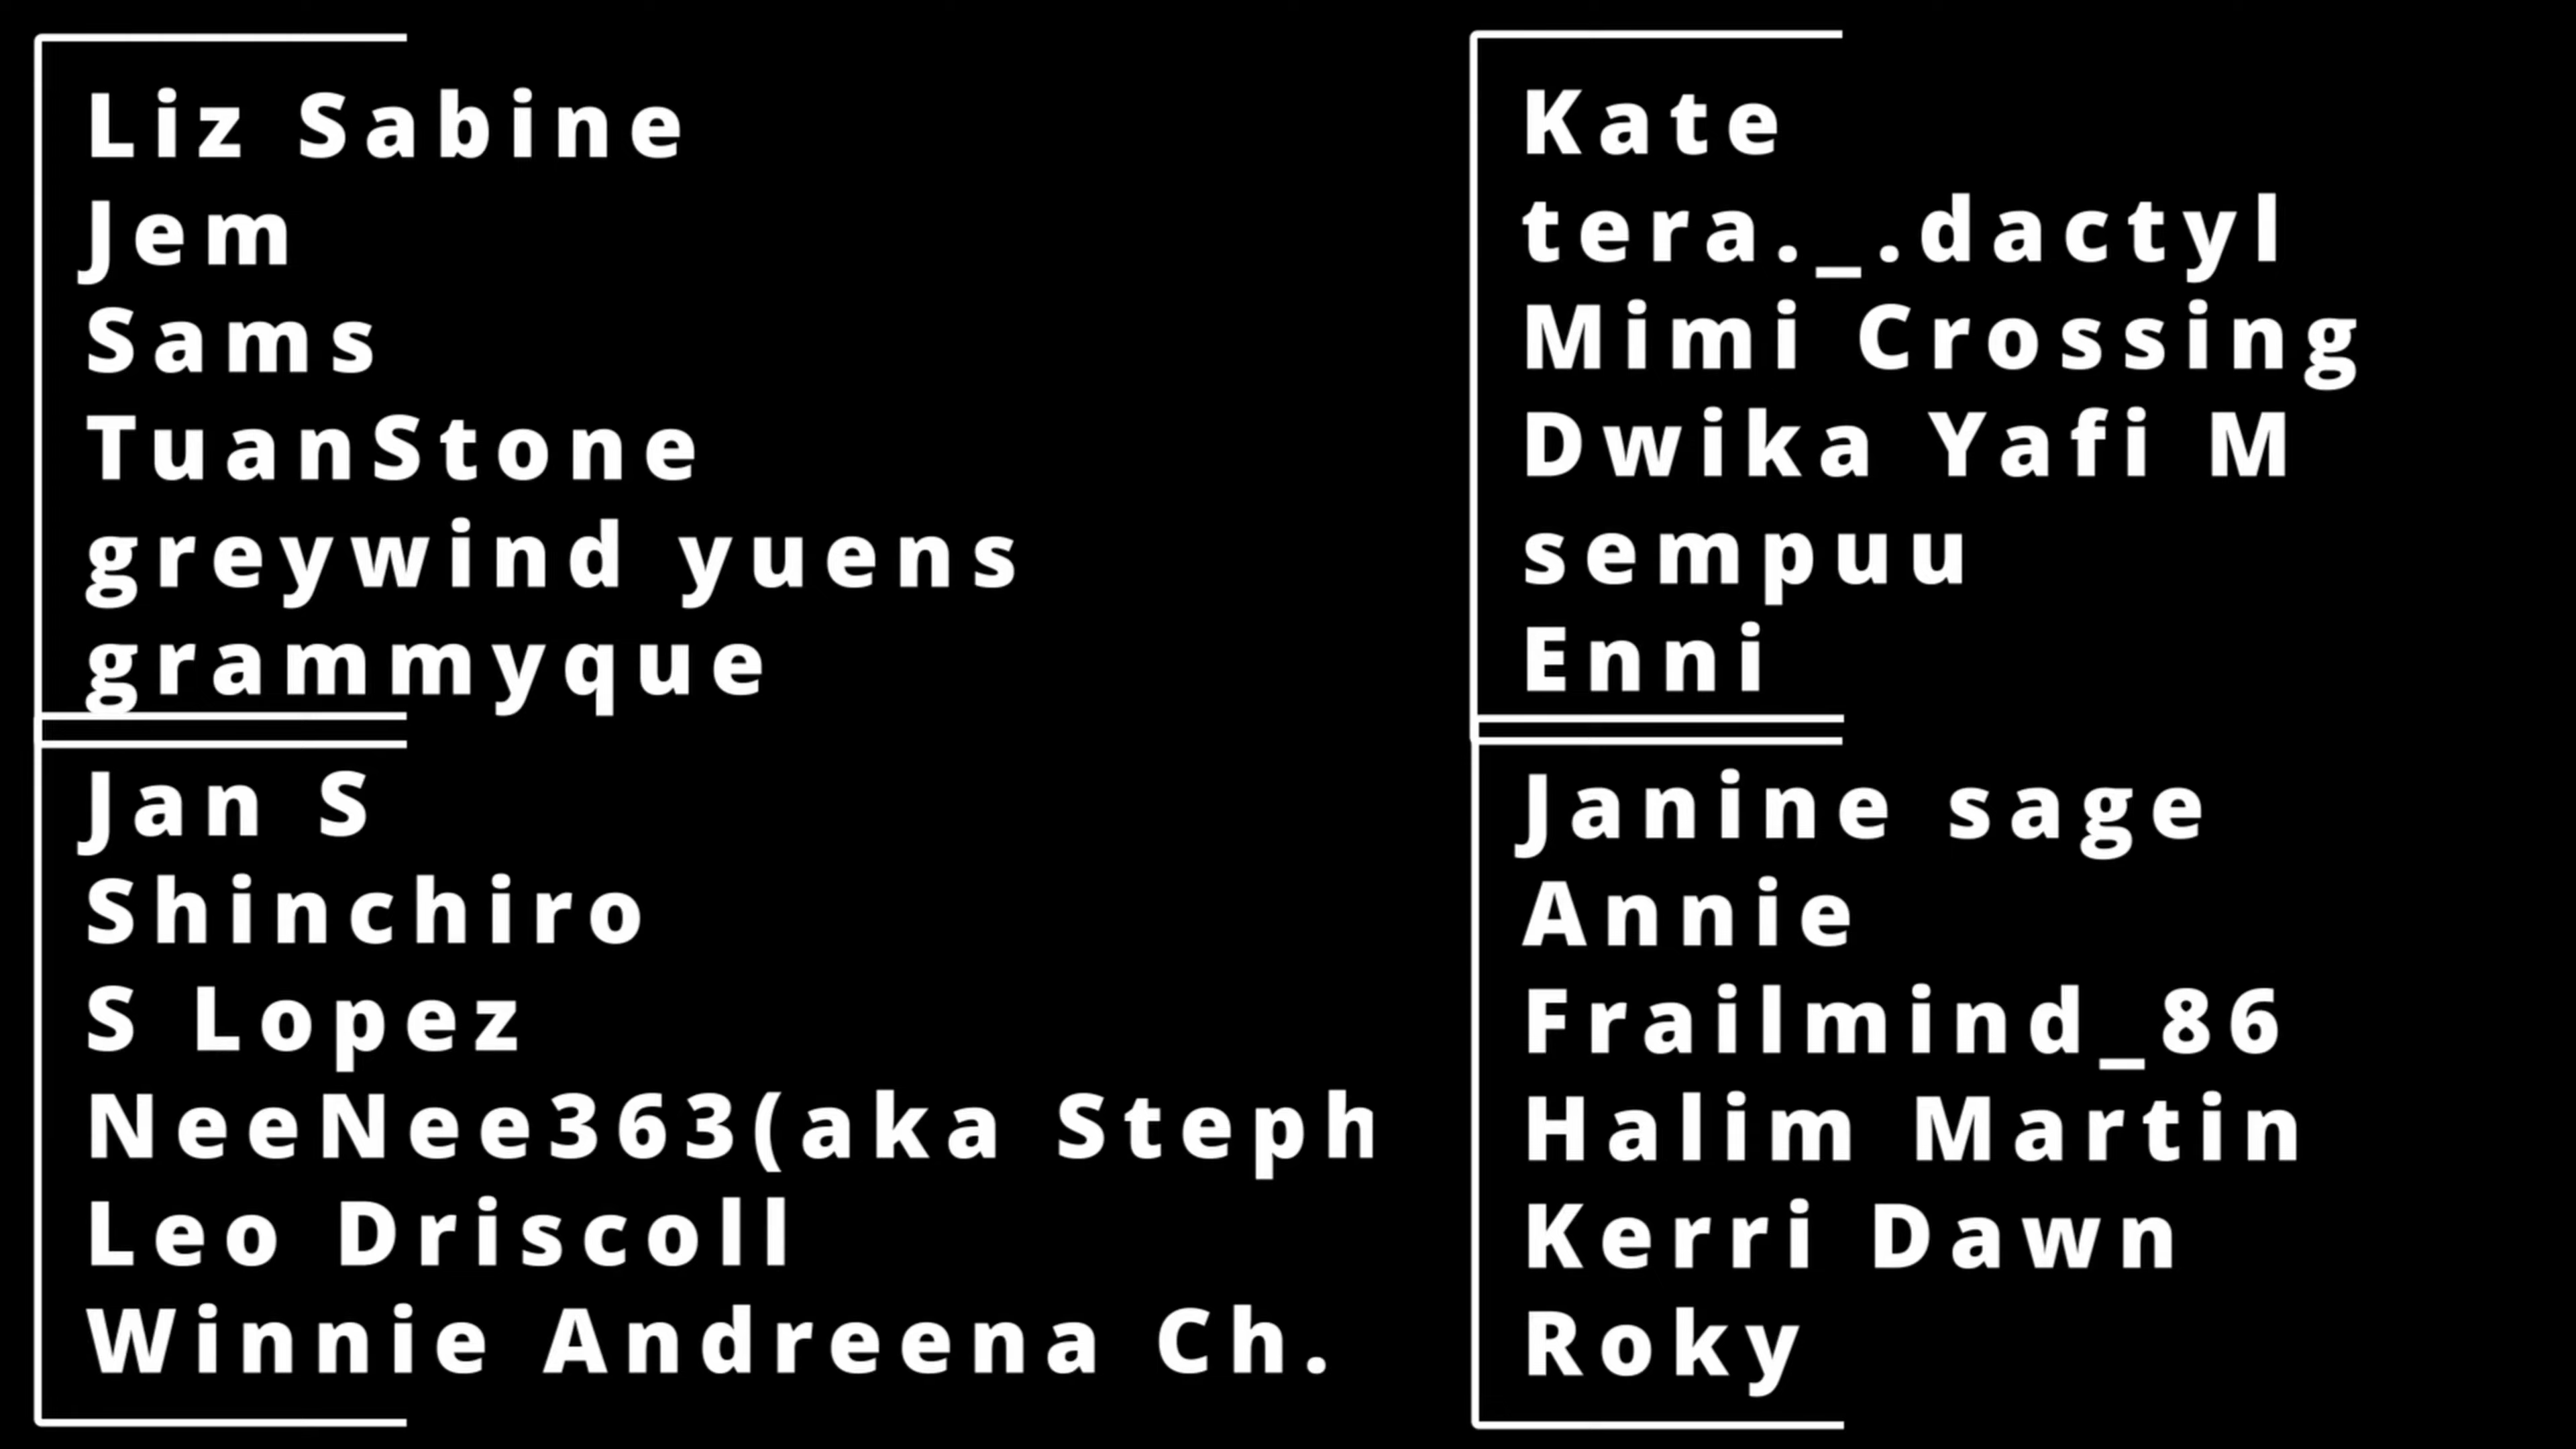 Liz Sabine
Jem
Sams
TuanStone
greywind yuens
grammyque
Jan S
Shinchiro
S Lopez
NeeNee363(aka Steph
Leo Driscoll
Winnie Andreena Ch.
Kate
tera._.dactyl
Mimi Crossing
Dwika Yafi M
sempuu
Enni
Janine sage
Annie
Frailmind_86
Halim Martin
Kerri Dawn
Roky